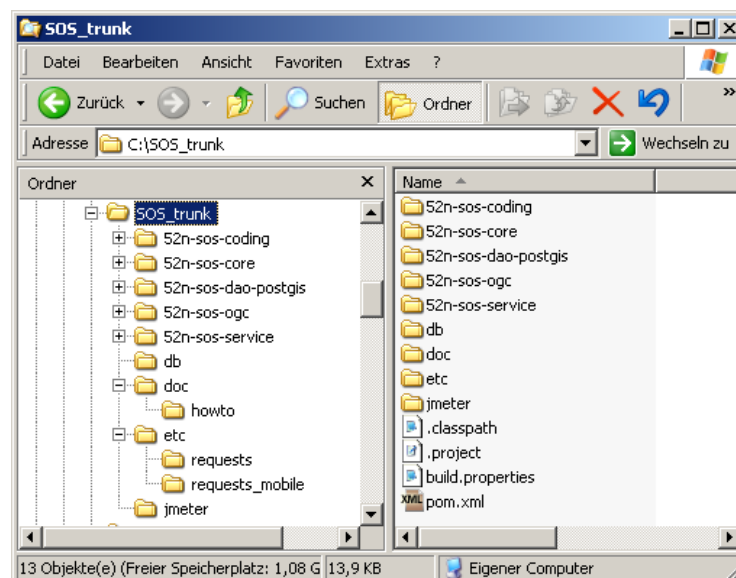 SOS_trunk
Datei Bearbeiten Ansicht Favoriten Extras ?
Zurück Suchen Ordner »
Adresse C:\SOS_trunk Wechseln zu
Ordner x
SOS_trunk
52n-sos-coding
52n-sos-core
52n-sos-dao-postgis
52n-sos-ogc
52n-sos-service
db
doc
howto
etc
requests
requests_mobile
jmeter
Name
52n-sos-coding
52n-sos-core
52n-sos-dao-postgis
52n-sos-ogc
52n-sos-service
db
doc
etc
jmeter
.classpath
.project
build.properties
XML pom.xml
13 Objekte(e) (Freier Speicherplatz: 1,08 G 13,9 KB Eigener Computer